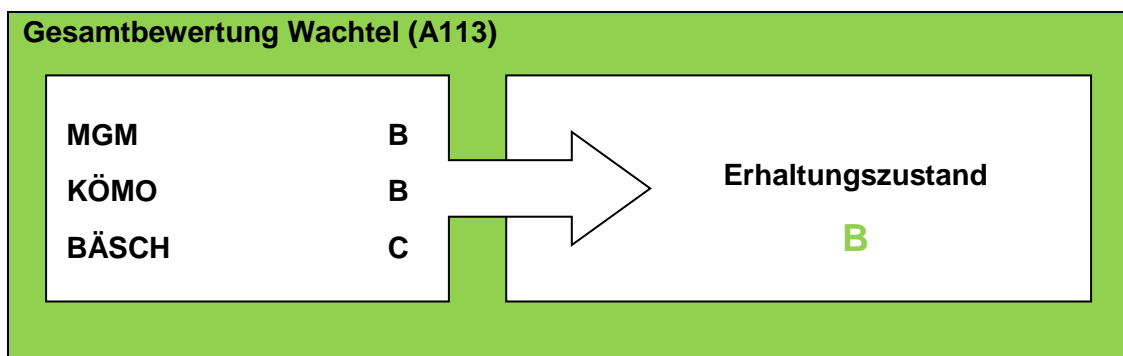 Gesamtbewertung Wachtel (A113)
MGM B
KÖMO B
BÄSCH C
Erhaltungszustand
B